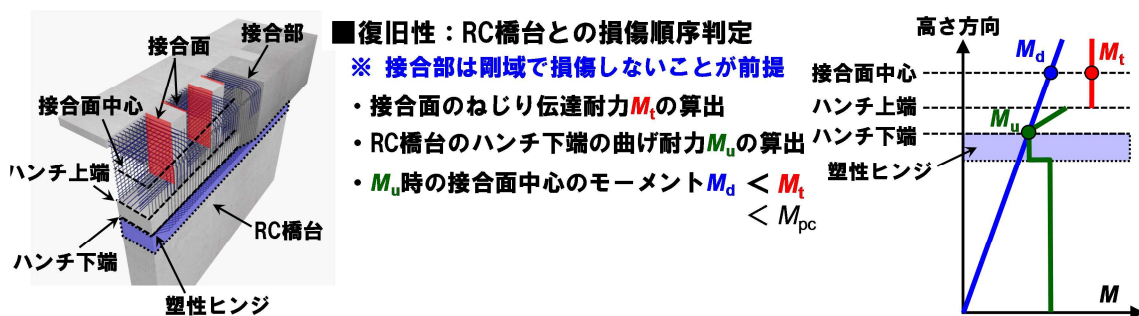 接合面
接合部
接合面中心
ハンチ上端
ハンチ下端
RC橋台
塑性ヒンジ
■復旧性：RC橋台との損傷順序判定
※ 接合部は剛域で損傷しないことが前提
・接合面のねじり伝達耐力Mtの算出
・RC橋台のハンチ下端の曲げ耐力Muの算出
・Mu時の接合面中心のモーメントMd < Mt
< Mpc
高さ方向
Md
Mt
接合面中心
ハンチ上端
Mu
ハンチ下端
塑性ヒンジ
M